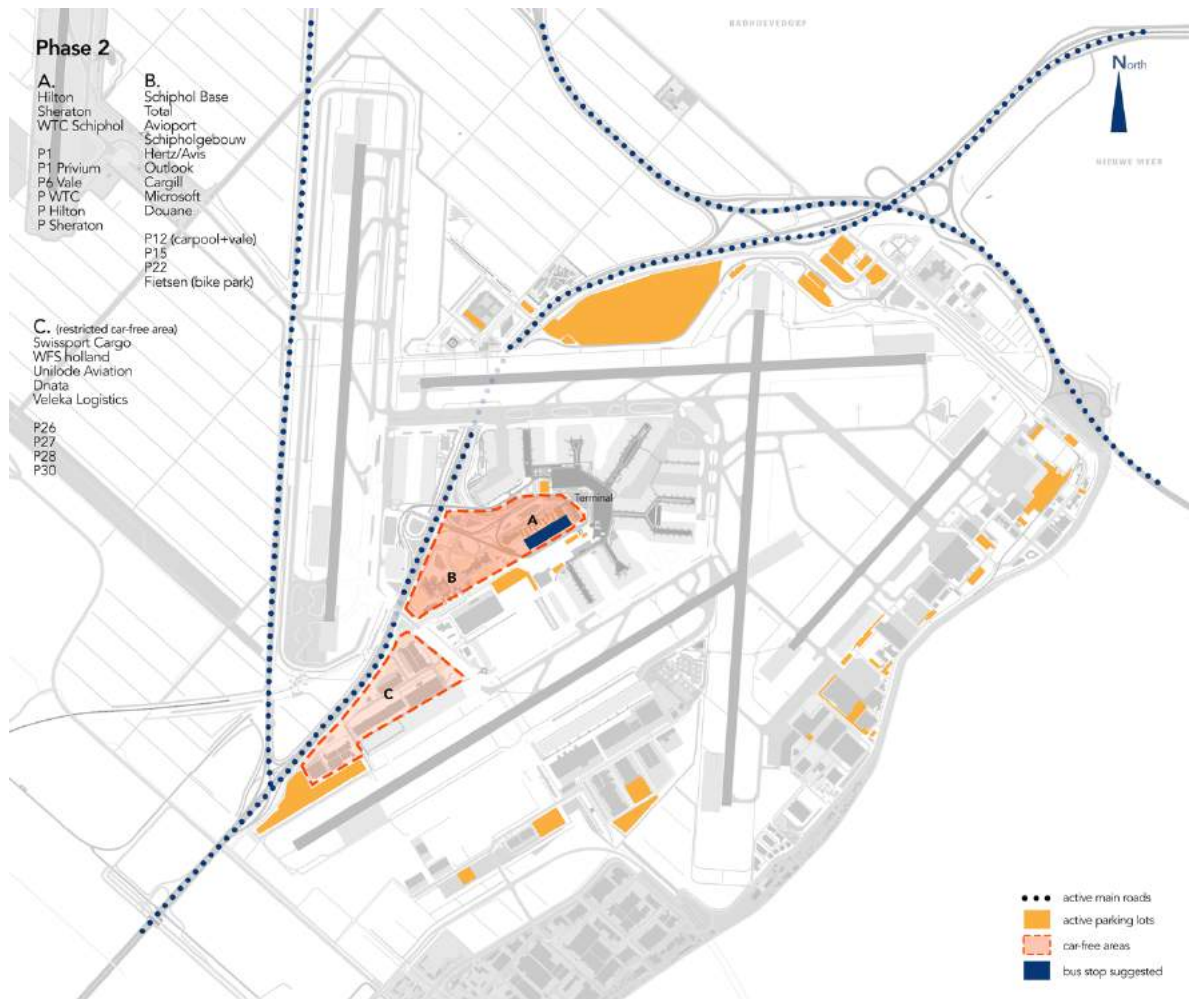 Phase 2
A.
Hilton
Sheraton
WTC Schiphol
P1
P1 Privium
P6 Vale
P WTC
P Hilton
P Sheraton
B.
Schiphol Base
Total
Avioport
Schipholgebouw
Hertz/Avis
Outlook
Cargill
Microsoft
Douane
P12 (carpool+vale)
P15
P22
Fietsen (bike park)
C. (restricted car-free area)
Swissport Cargo
WFS holland
Unilode Aviation
Dnata
Veleka Logistics
P26
P27
P28
P30
BADHOEVEDORP
North
NIEUWE MEER
Terminal
A
B
C
active main roads
active parking lots
car-free areas
bus stop suggested